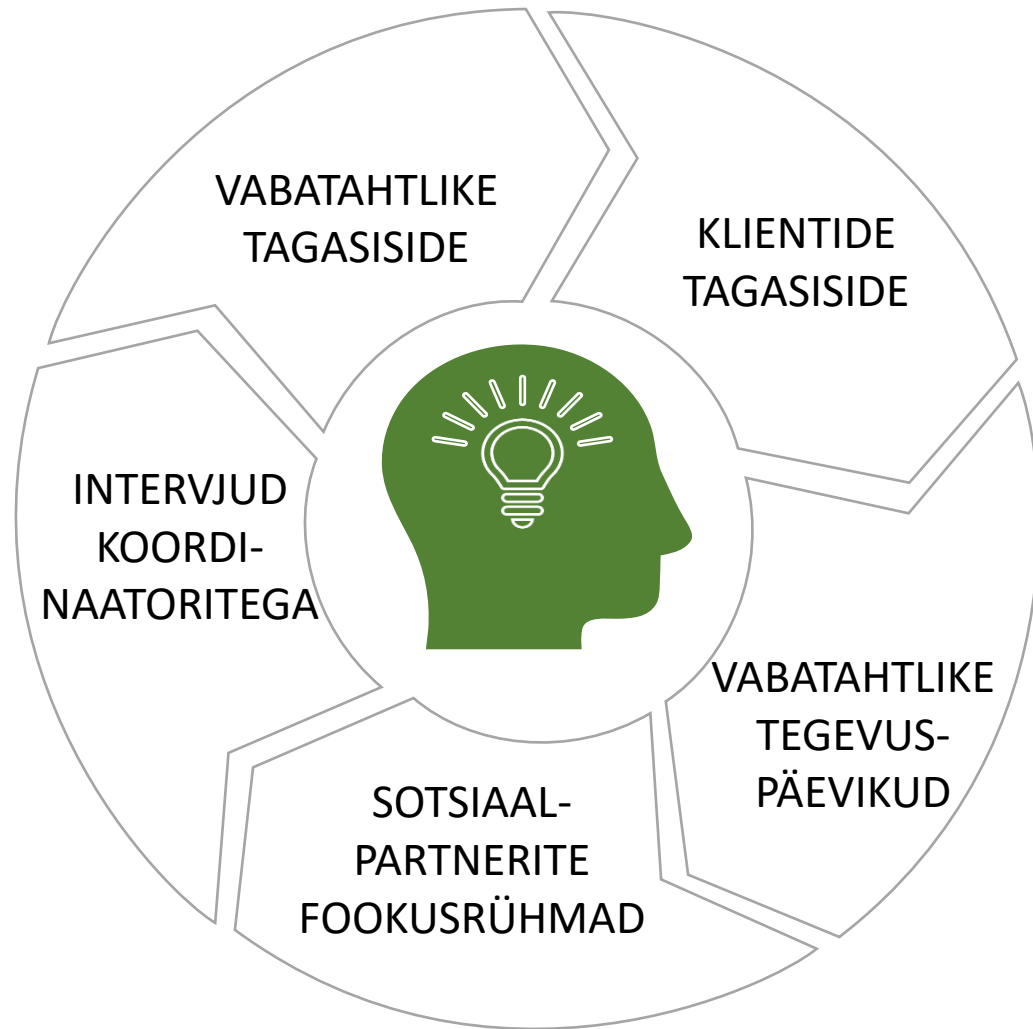 VABATAHTLIKE
TAGASISIDE
KLIENTIDE
TAGASISIDE
VABATAHTLIKE
TEGEVUS-
PÄEVIKUD
SOTSIAAL-
PARTNERITE
FOOKUSRÜHMAD
INTERVJUD
KOORDI-
NAATORITEGA